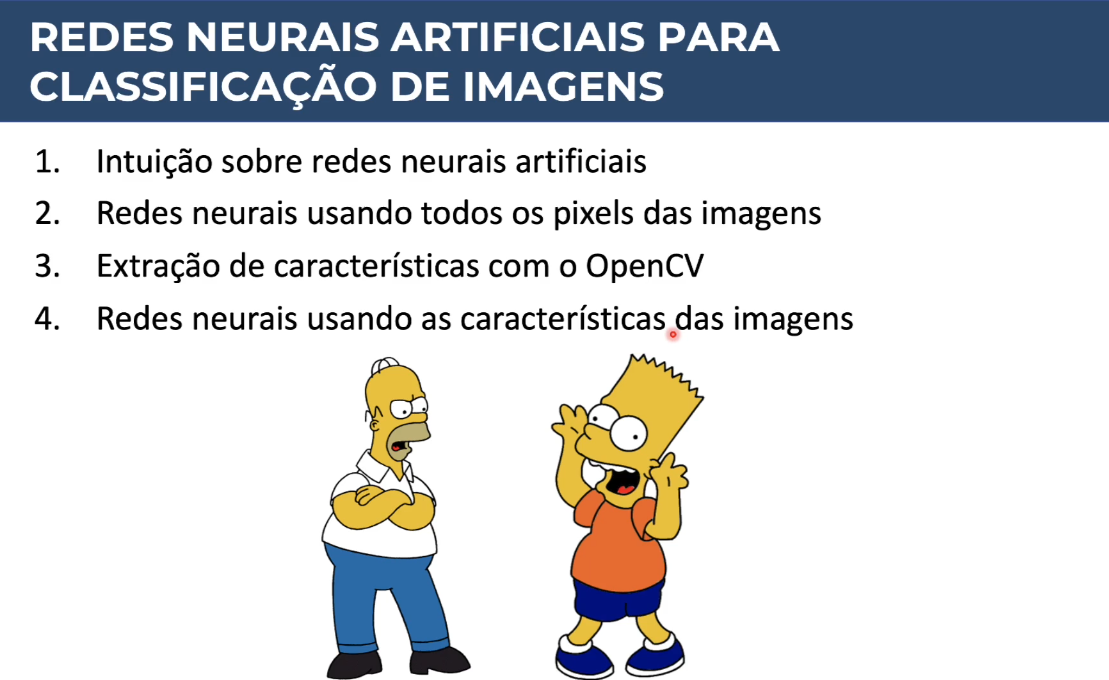 REDES NEURAIS ARTIFICIAIS PARA
CLASSIFICAÇÃO DE IMAGENS
1. Intuição sobre redes neurais artificiais
2. Redes neurais usando todos os pixels das imagens
3. Extração de características com o OpenCV
4. Redes neurais usando as características das imagens